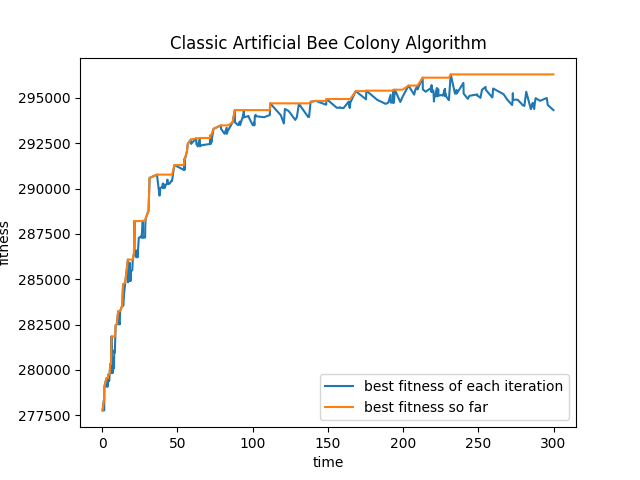 Classic Artificial Bee Colony Algorithm
fitness
295000
292500
290000
287500
285000
282500
280000
277500
0 50 100 150 200 250 300
time
best fitness of each iteration
best fitness so far